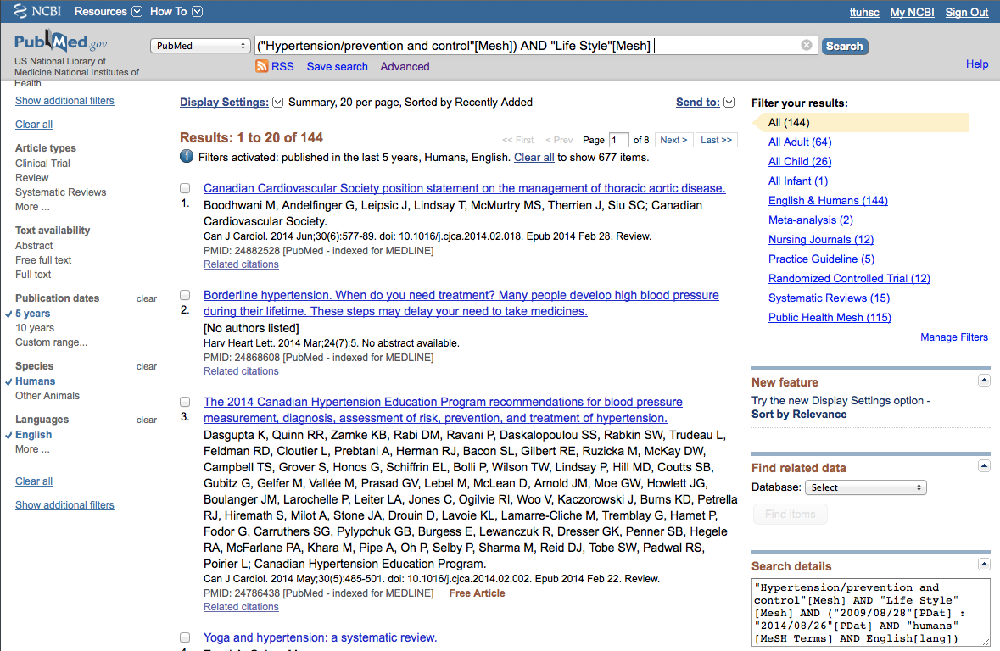 NCBI Resources How To
ttuhsc My NCBI Sign Out
PubMed.gov
US National Library of
Medicine National Institutes of
Health
PubMed
("Hypertension/prevention and control"[Mesh]) AND "Life Style"[Mesh]
Search
RSS Save search Advanced
Help
Show additional filters
Clear all
Article types
Clinical Trial
Review
Systematic Reviews
More ...
Text availability
Abstract
Free full text
Full text
Publication dates clear
5 years
10 years
Custom range...
Species clear
Humans
Other Animals
Languages clear
English
More ...
Clear all
Show additional filters
Display Settings: Summary, 20 per page, Sorted by Recently Added
Send to:
Results: 1 to 20 of 144
<< First < Prev Page 1 of 8 Next > Last >>
Filters activated: published in the last 5 years, Humans, English. Clear all to show 677 items.
Canadian Cardiovascular Society position statement on the management of thoracic aortic disease.
1. Boodhwani M, Andelfinger G, Leipsic J, Lindsay T, McMurtry MS, Therrien J, Siu SC; Canadian
Cardiovascular Society.
Can J Cardiol. 2014 Jun;30(6):577-89. doi: 10.1016/j.cjca.2014.02.018. Epub 2014 Feb 28. Review.
PMID: 24882528 [PubMed - indexed for MEDLINE]
Related citations
Borderline hypertension. When do you need treatment? Many people develop high blood pressure
2. during their lifetime. These steps may delay your need to take medicines.
[No authors listed]
Harv Heart Lett. 2014 Mar;24(7):5. No abstract available.
PMID: 24868608 [PubMed - indexed for MEDLINE]
Related citations
The 2014 Canadian Hypertension Education Program recommendations for blood pressure
3. measurement, diagnosis, assessment of risk, prevention, and treatment of hypertension.
Dasgupta K, Quinn RR, Zarnke KB, Rabi DM, Ravani P, Daskalopoulou SS, Rabkin SW, Trudeau L,
Feldman RD, Cloutier L, Prebtani A, Herman RJ, Bacon SL, Gilbert RE, Ruzicka M, McKay DW,
Campbell TS, Grover S, Honos G, Schiffrin EL, Bolli P, Wilson TW, Lindsay P, Hill MD, Coutts SB,
Gubitz G, Gelfer M, Vallée M, Prasad GV, Lebel M, McLean D, Arnold JM, Moe GW, Howlett JG,
Boulanger JM, Larochelle P, Leiter LA, Jones C, Ogilvie RI, Woo V, Kaczorowski J, Burns KD, Petrella
RJ, Hiremath S, Milot A, Stone JA, Drouin D, Lavoie KL, Lamarre-Cliche M, Tremblay G, Hamet P,
Fodor G, Carruthers SG, Pylypchuk GB, Burgess E, Lewanczuk R, Dresser GK, Penner SB, Hegele
RA, McFarlane PA, Khara M, Pipe A, Oh P, Selby P, Sharma M, Reid DJ, Tobe SW, Padwal RS,
Poirier L; Canadian Hypertension Education Program.
Can J Cardiol. 2014 May;30(5):485-501. doi: 10.1016/j.cjca.2014.02.002. Epub 2014 Feb 22. Review.
PMID: 24786438 [PubMed - indexed for MEDLINE] Free Article
Related citations
Yoga and hypertension: a systematic review.
Filter your results:
All (144)
All Adult (64)
All Child (26)
All Infant (1)
English & Humans (144)
Meta-analysis (2)
Nursing Journals (12)
Practice Guideline (5)
Randomized Controlled Trial (12)
Systematic Reviews (15)
Public Health Mesh (115)
Manage Filters
New feature
Try the new Display Settings option -
Sort by Relevance
Find related data
Database: Select
Find items
Search details
"Hypertension/prevention and
control"[Mesh] AND "Life Style"
[Mesh] AND ("2009/08/28"[PDat] :
"2014/08/26"[PDat] AND "humans"
[MeSH Terms] AND English[lang])